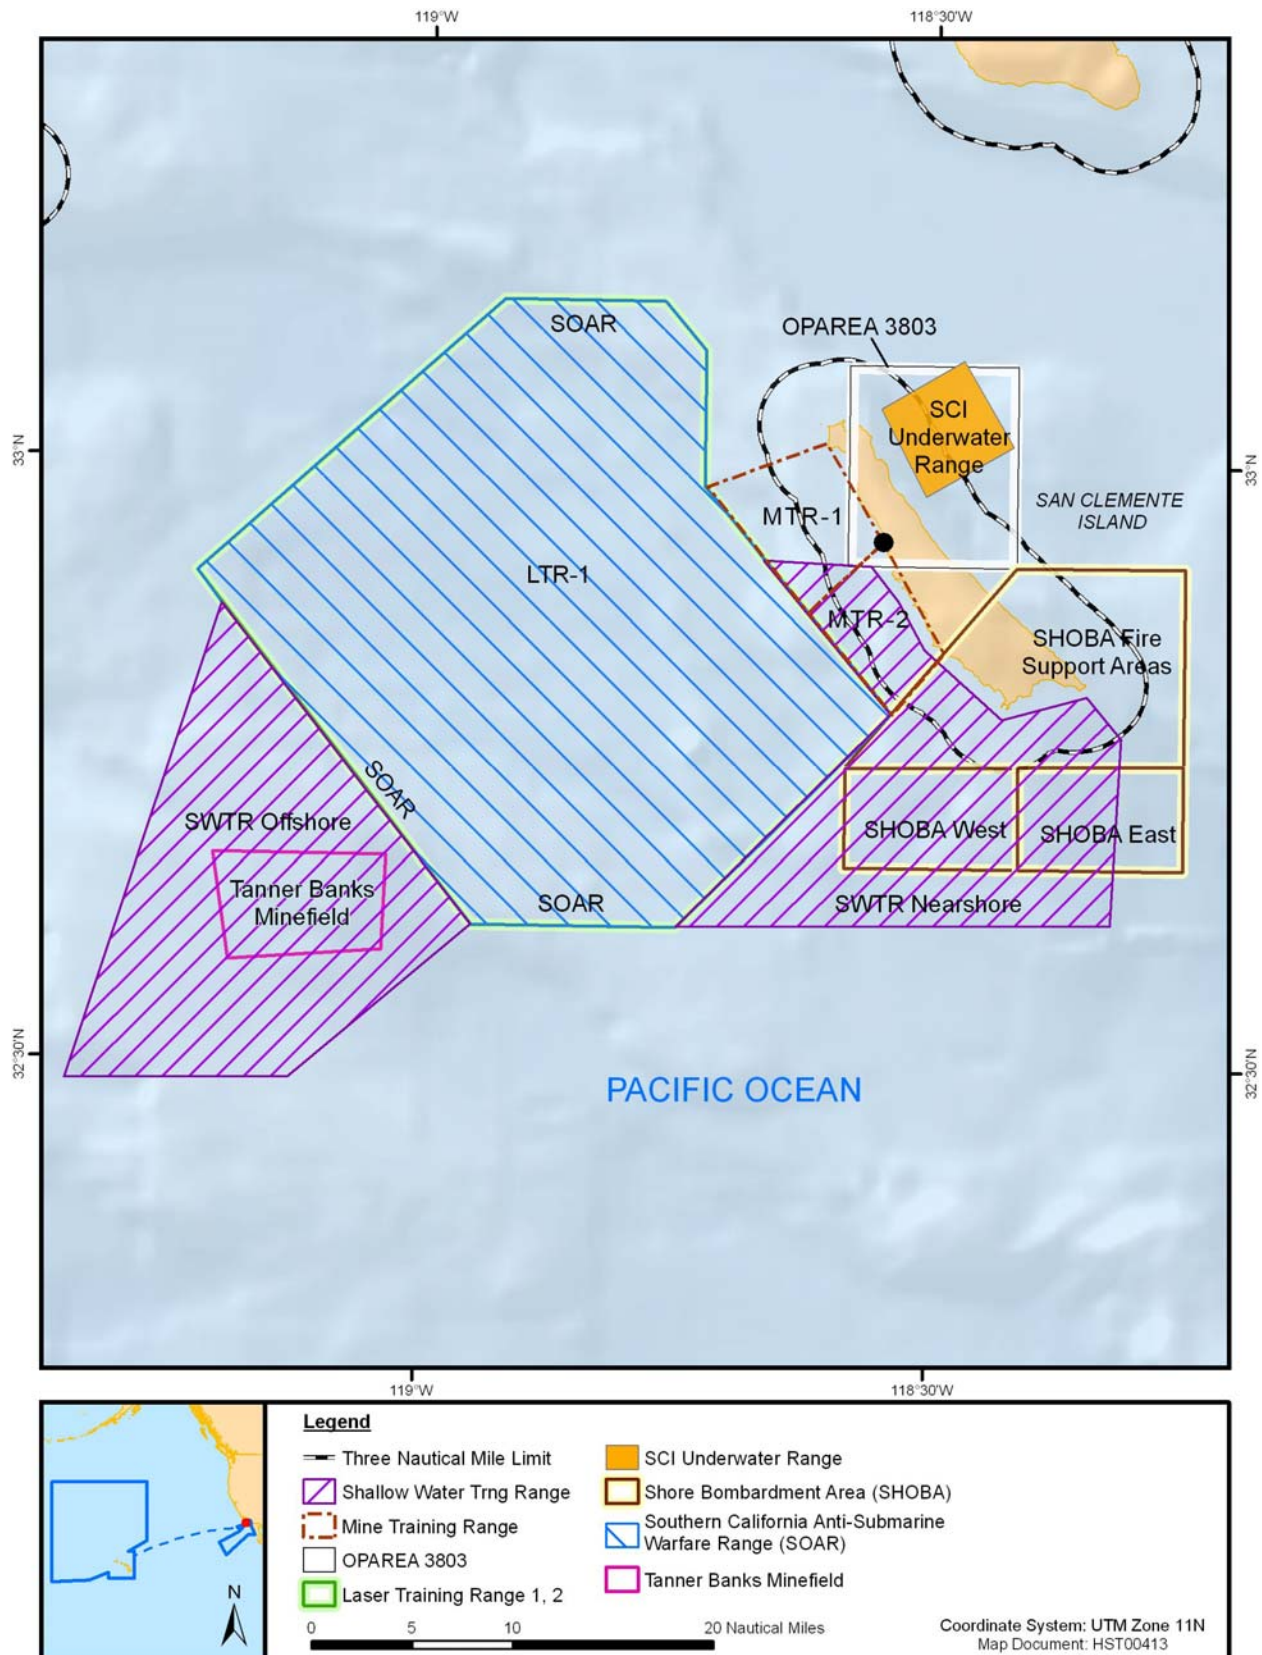 119°W
118°30'W
OPAREA 3803
SOAR
SCI
Underwater
Range
33°N
33°N
SAN CLEMENTE
ISLAND
MTR-1
LTR-1
MTR-2
SHOBA Fire
Support Areas
SOAR
SWTR Offshore
SHOBA West
SHOBA East
Tanner Banks
Minefield
SOAR
SWTR Nearshore
32°30'N
32°30'N
PACIFIC OCEAN
119°W
118°30'W
Legend
Three Nautical Mile Limit
Shallow Water Trng Range
Mine Training Range
OPAREA 3803
Laser Training Range 1, 2
SCI Underwater Range
Shore Bombardment Area (SHOBA)
Southern California Anti-Submarine
Warfare Range (SOAR)
Tanner Banks Minefield
N
0 5 10 20 Nautical Miles
Coordinate System: UTM Zone 11N
Map Document: HST00413